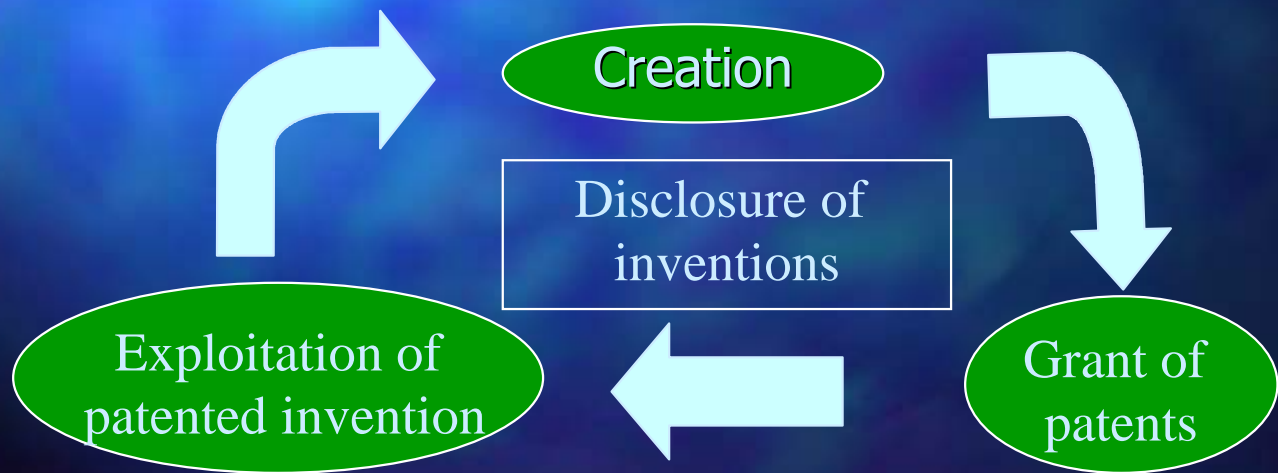 Creation
Disclosure of
inventions
Exploitation of
patented invention
Grant of
patents